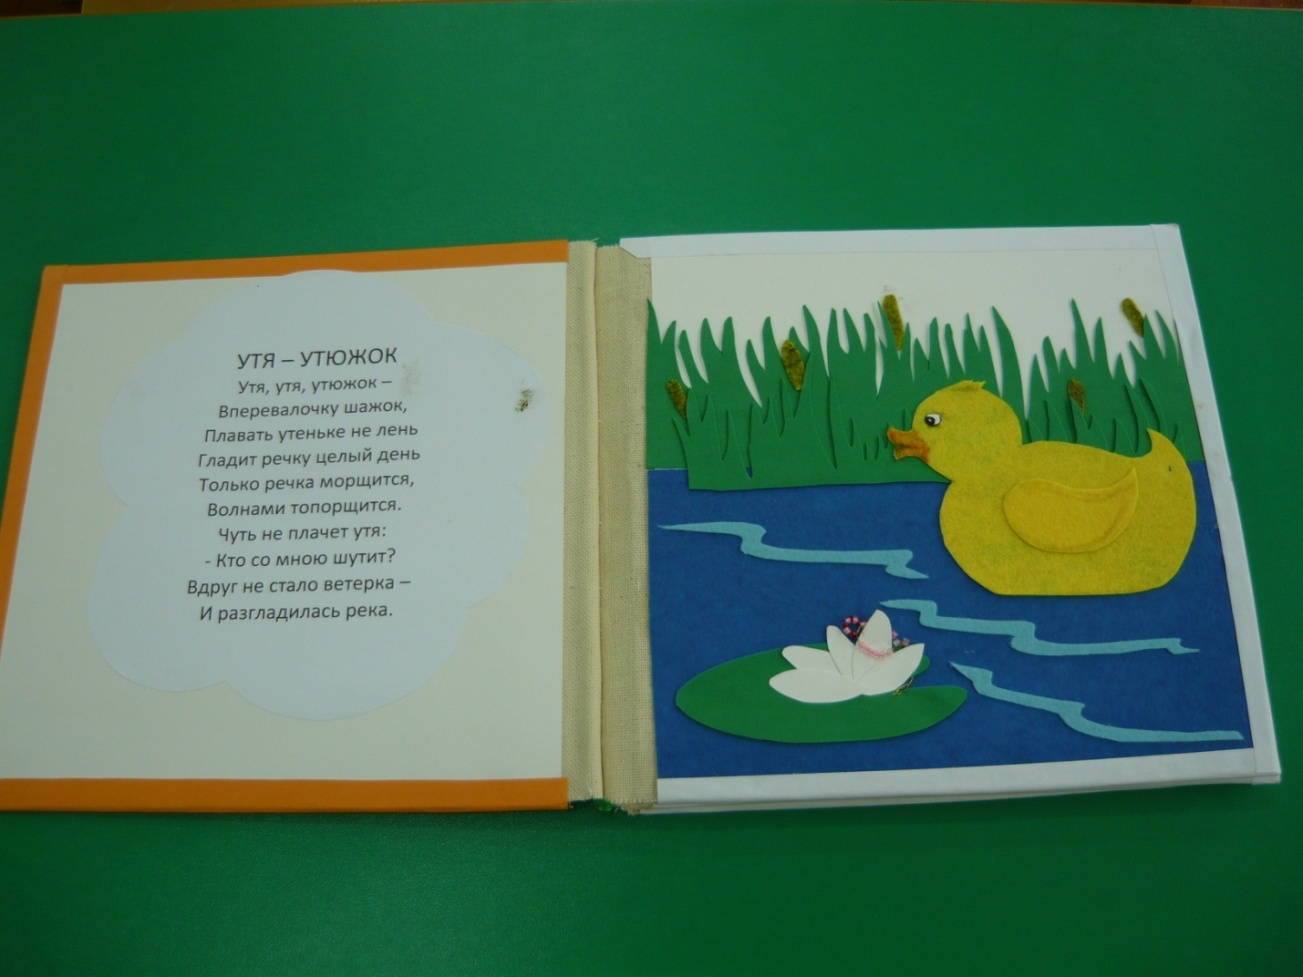 УТЯ – УТЮЖОК
Утя, утя, утюжок –
Вперевалочку шажок,
Плавать утеньке не лень
Гладит речку целый день
Только речка морщится,
Волнами топорщится.
Чуть не плачет утя:
- Кто со мною шутит?
Вдруг не стало ветерка –
И разгладилась река.